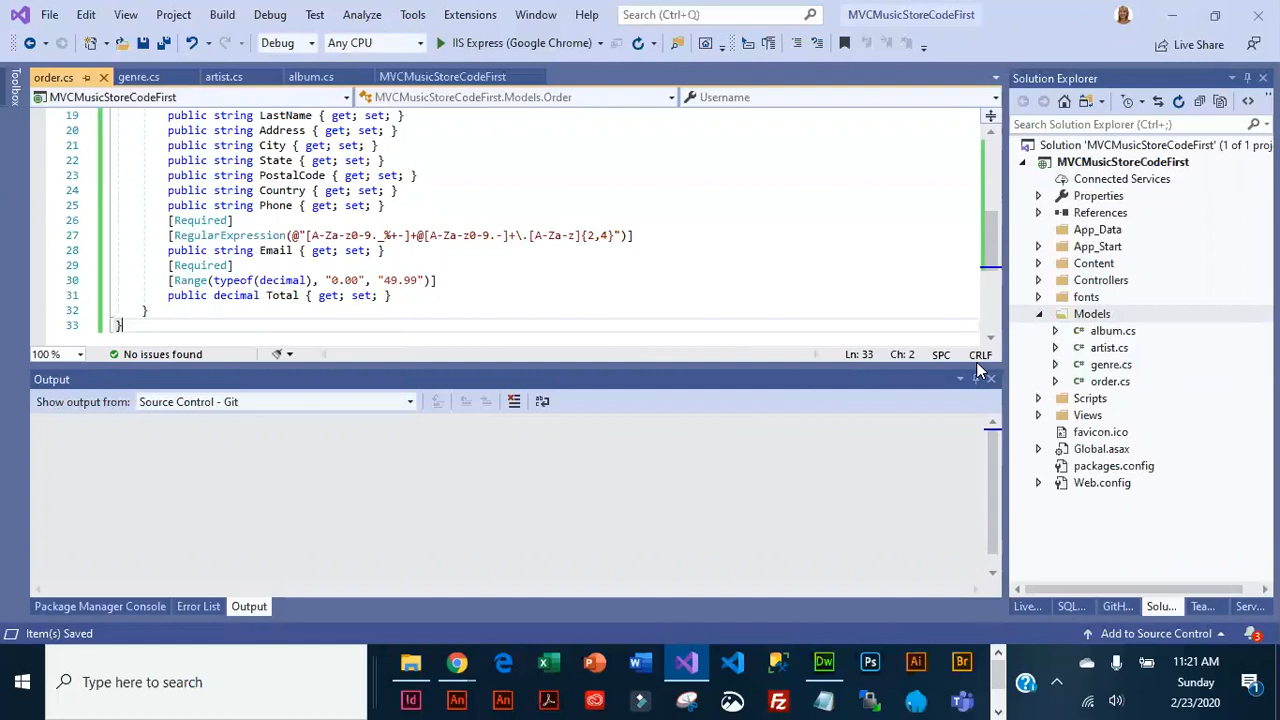 File Edit View Project Build Debug Test Analyze Tools Extensions Window Help Search (Ctrl+Q) MVCMusicStoreCodeFirst
Debug Any CPU IIS Express (Google Chrome) Live Share
Toolbox
order.cs genre.cs artist.cs album.cs MVCMusicStoreCodeFirst
MVCMusicStoreCodeFirst MVCMusicStoreCodeFirst.Models.Order Username
19 public string LastName { get; set; }
20 public string Address { get; set; }
21 public string City { get; set; }
22 public string State { get; set; }
23 public string PostalCode { get; set; }
24 public string Country { get; set; }
25 public string Phone { get; set; }
26 [Required]
27 [RegularExpression(@"[A-Za-z0-9._%+-]+@[A-Za-z0-9.-]+\.[A-Za-z]{2,4}")]
28 public string Email { get; set; }
29 [Required]
30 [Range(typeof(decimal), "0.00", "49.99")]
31 public decimal Total { get; set; }
32 }
33 }
100 % No issues found Ln: 33 Ch: 2 SPC CRLF
Output
Show output from: Source Control - Git
Package Manager Console Error List Output
Solution Explorer
Search Solution Explorer (Ctrl+;)
Solution 'MVCMusicStoreCodeFirst' (1 of 1 proj
MVCMusicStoreCodeFirst
Connected Services
Properties
References
App_Data
App_Start
Content
Controllers
fonts
Models
album.cs
artist.cs
genre.cs
order.cs
Scripts
Views
favicon.ico
Global.asax
packages.config
Web.config
Live... SQL... GitH... Solu... Tea... Serv...
Item(s) Saved Add to Source Control 3
Type here to search
11:21 AM
Sunday
2/23/2020
1